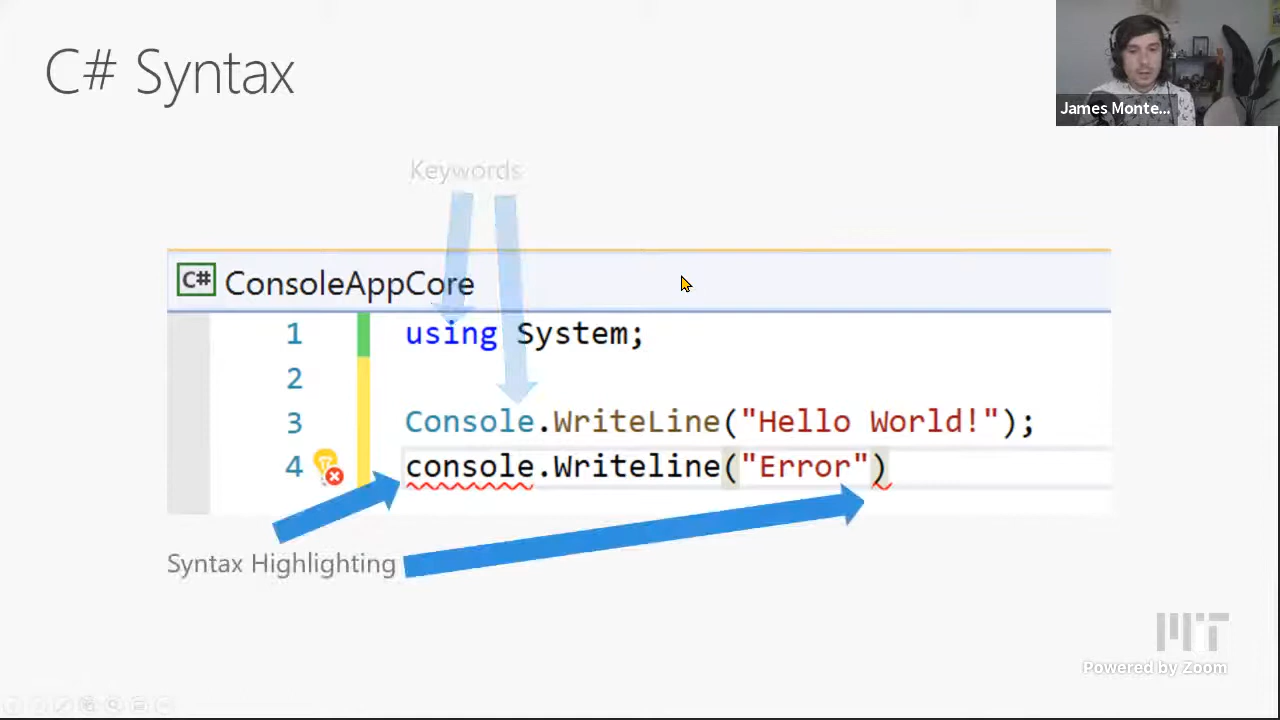 C# Syntax
James Monte...
Keywords
C# ConsoleAppCore
1 using System;
2
3 Console.WriteLine("Hello World!");
4 console.Writeline("Error")
Syntax Highlighting
MIT
Powered by Zoom